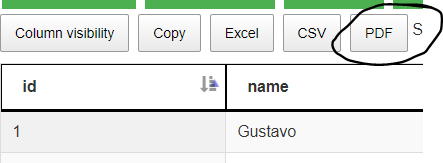 Column visibility Copy Excel CSV PDF S
id name
1 Gustavo